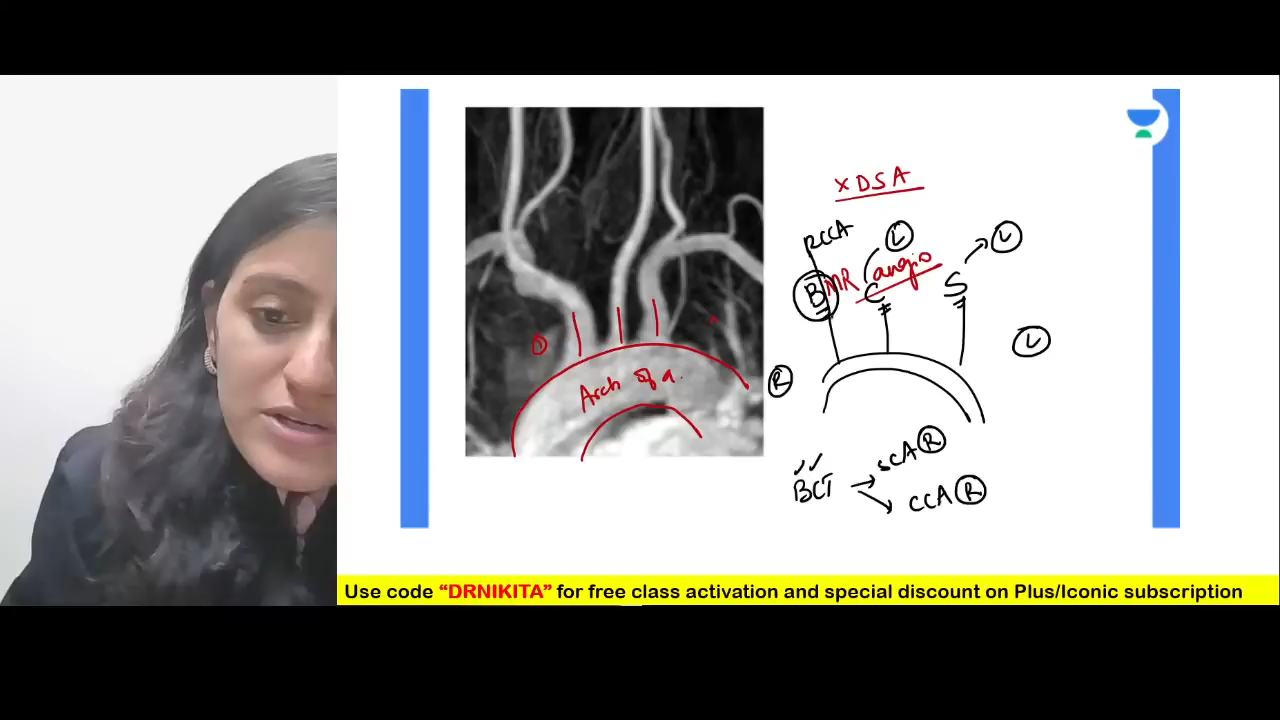 x DSA
RCCA
L
L
B MR angio
C
S
L
①
Arch of a.
R
BCT → SCA R
→ CCA R
Use code “DRNIKITA” for free class activation and special discount on Plus/Iconic subscription